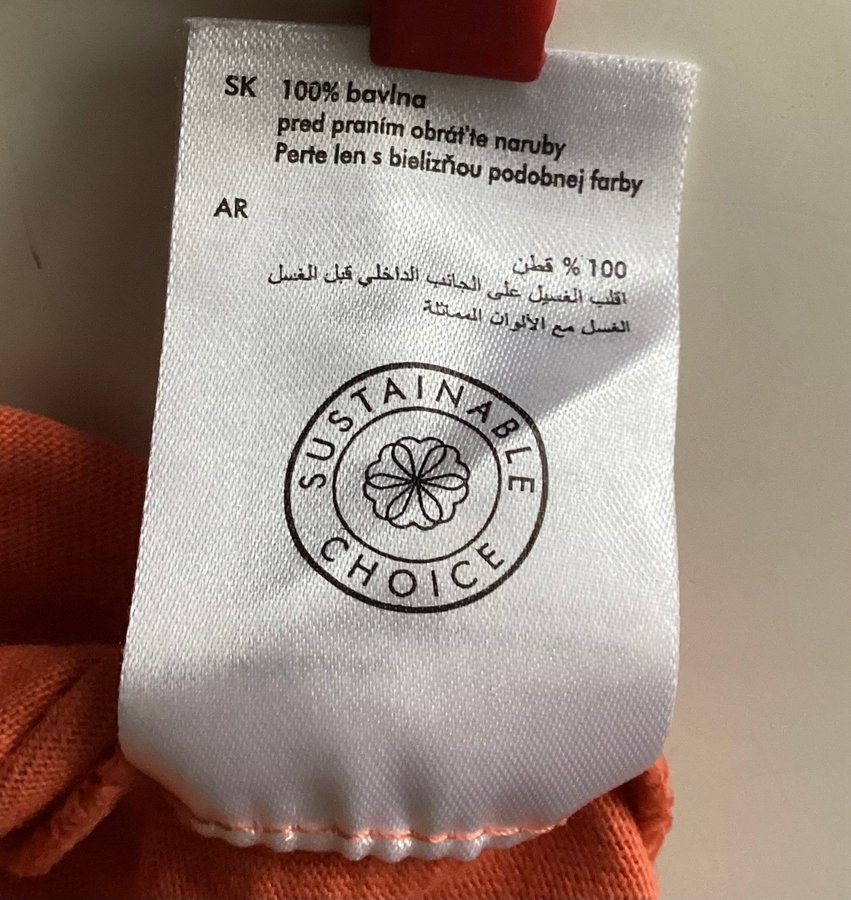 SK 100% bavlna
pred praním obráťte naruby
Perte len s bielizňou podobnej farby
AR
100 % قطن
اقلب الغسيل على الجانب الداخلي قبل الغسل
الغسل مع الألوان المماثلة
SUSTAINABLE
CHOICE